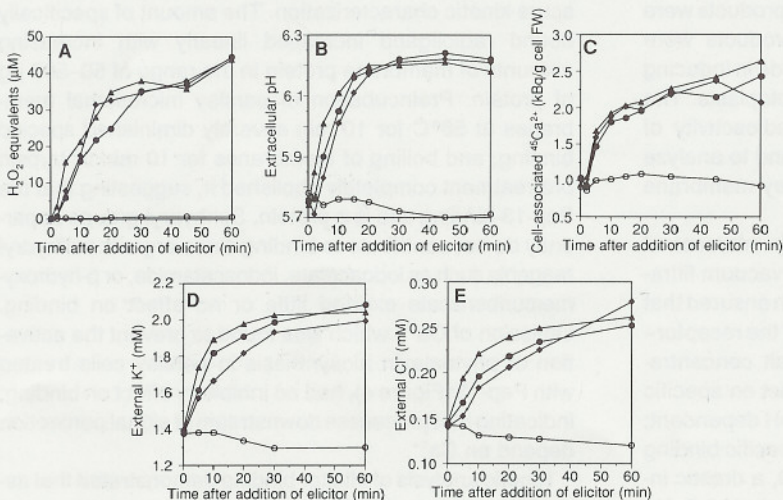 A
50
40
30
20
10
H2O2 equivalents (µM)
0 10 20 30 40 50 60
Time after addition of elicitor (min)
B
6.3
6.1
5.9
5.7
Extracellular pH
0 10 20 30 40 50 60
Time after addition of elicitor (min)
C
3.0
2.5
2.0
1.5
1.0
0.5
Cell-associated ⁴⁵Ca²⁺ (kBq/g cell FW)
0 10 20 30 40 50 60
Time after addition of elicitor (min)
D
2.2
2.0
1.8
1.6
1.4
1.2
External K⁺ (mM)
0 10 20 30 40 50 60
Time after addition of elicitor (min)
E
0.30
0.25
0.20
0.15
0.10
External Cl⁻ (mM)
0 10 20 30 40 50 60
Time after addition of elicitor (min)